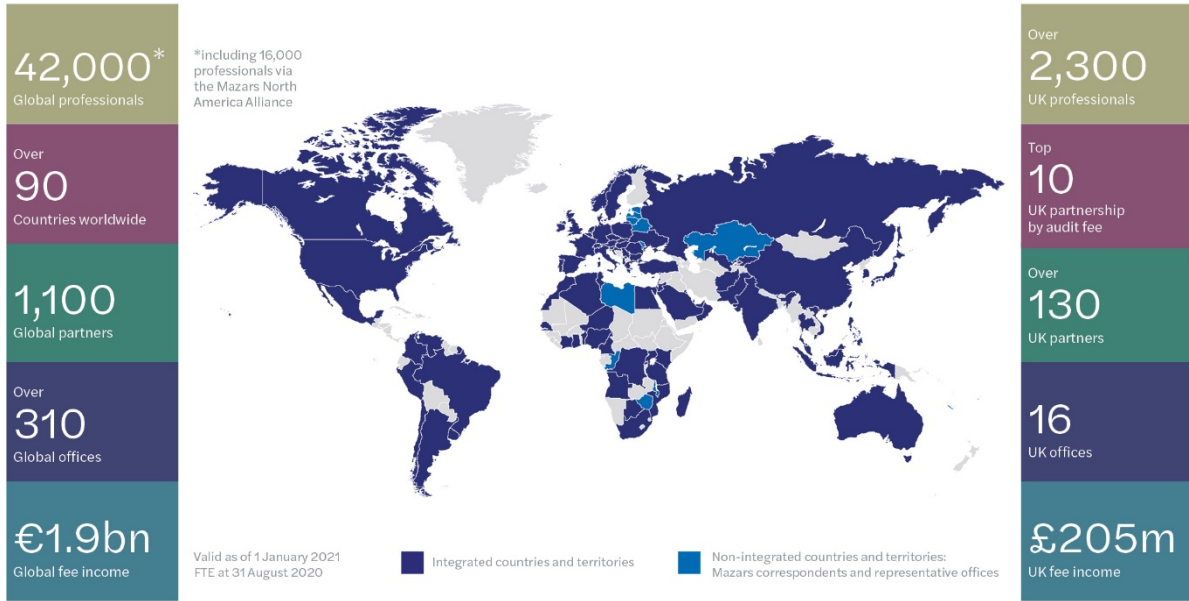 42,000*
Global professionals
Over
90
Countries worldwide
1,100
Global partners
Over
310
Global offices
€1.9bn
Global fee income
*including 16,000
professionals via
the Mazars North
America Alliance
Valid as of 1 January 2021
FTE at 31 August 2020
Integrated countries and territories
Non-integrated countries and territories:
Mazars correspondents and representative offices
Over
2,300
UK professionals
Top
10
UK partnership
by audit fee
Over
130
UK partners
16
UK offices
£205m
UK fee income